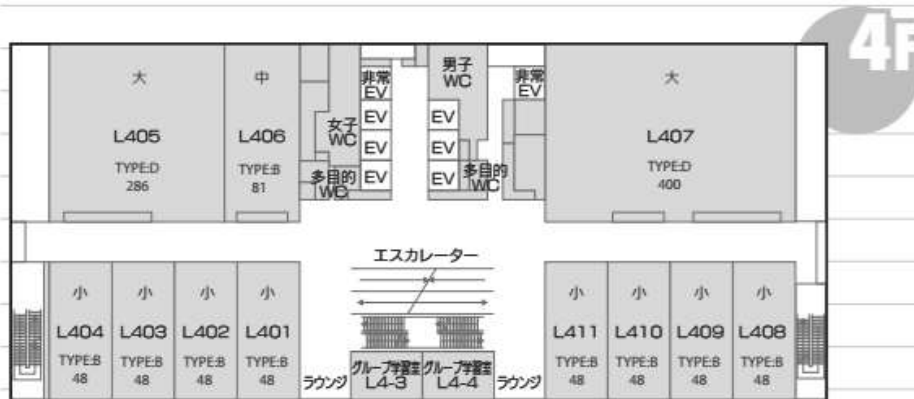 4F
大
L405
TYPE:D
286
中
L406
TYPE:B
81
女子
WC
多目的
WC
非常
EV
EV
EV
EV
男子
WC
EV
EV
EV
多目的
WC
非常
EV
大
L407
TYPE:D
400
エスカレーター
小
L404
TYPE:B
48
小
L403
TYPE:B
48
小
L402
TYPE:B
48
小
L401
TYPE:B
48
ラウンジ
グループ学習室
L4-3
グループ学習室
L4-4
ラウンジ
小
L411
TYPE:B
48
小
L410
TYPE:B
48
小
L409
TYPE:B
48
小
L408
TYPE:B
48